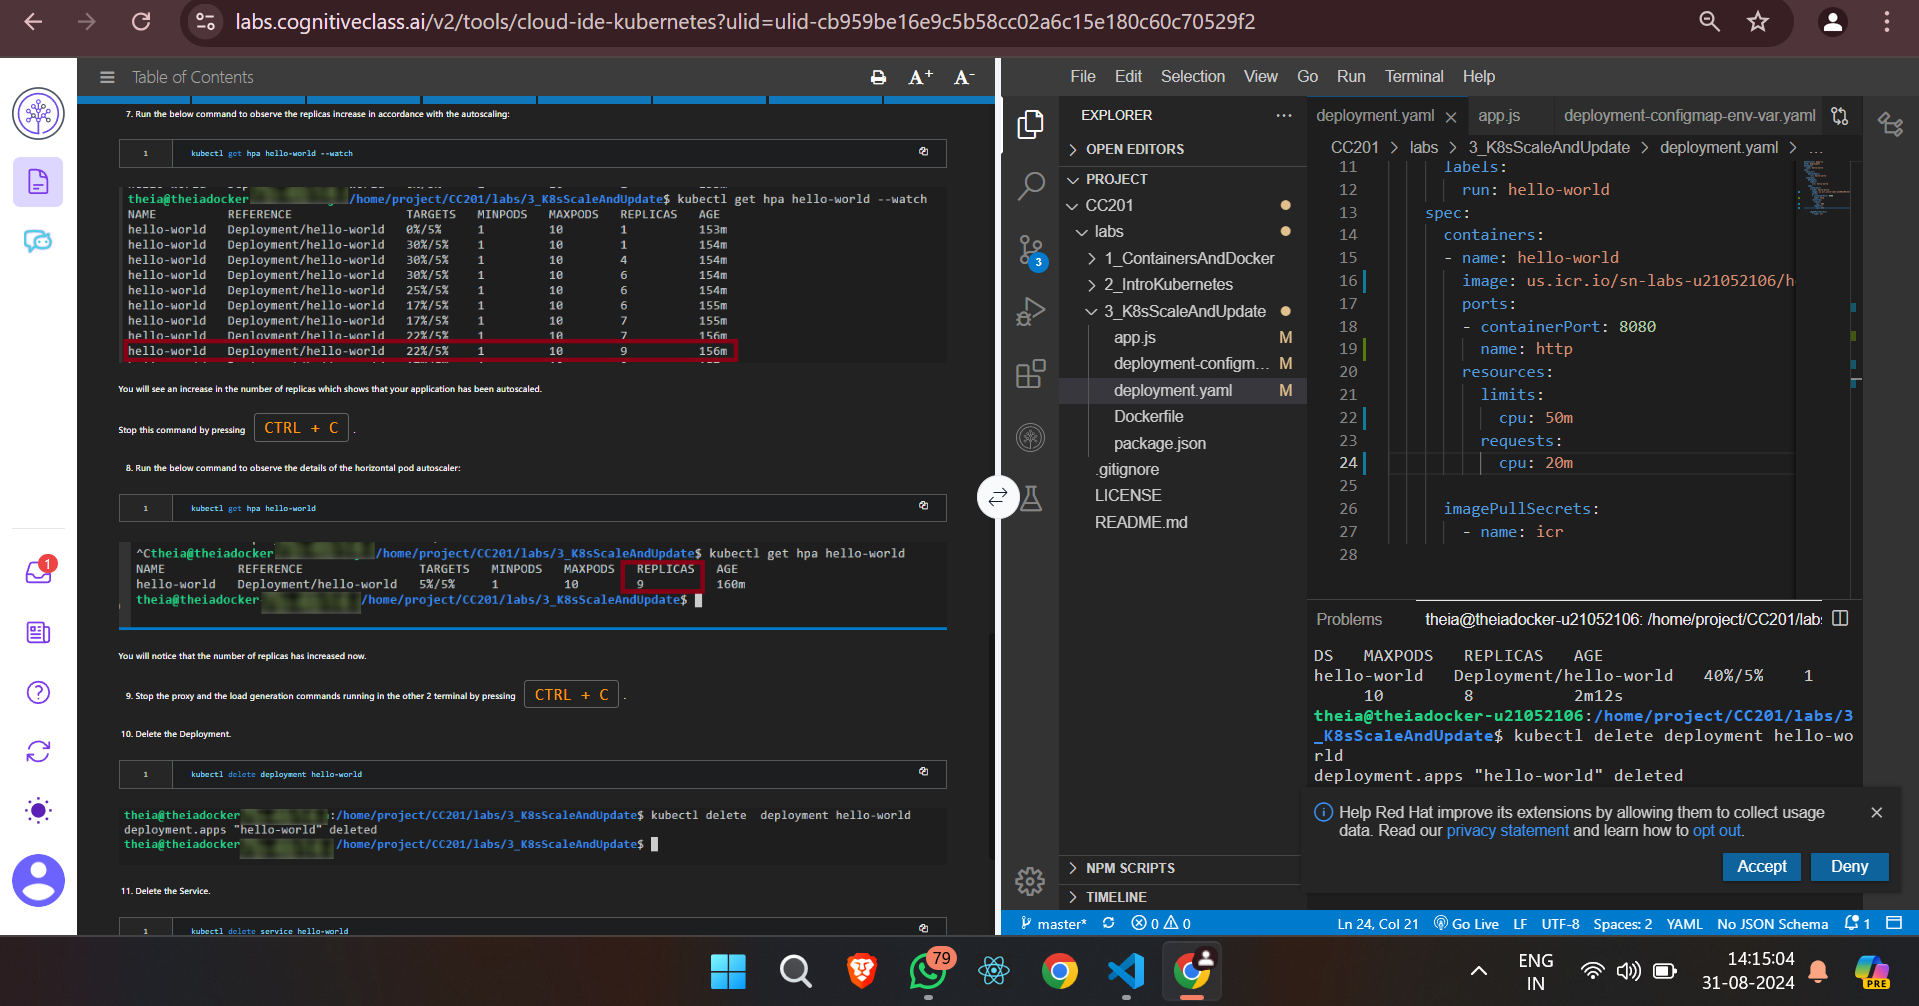 labs.cognitiveclass.ai/v2/tools/cloud-ide-kubernetes?ulid=ulid-cb959be16e9c5b58cc02a6c15e180c60c70529f2
Table of Contents
A+ A-
7. Run the below command to observe the replicas increase in accordance with the autoscaling:
1 kubectl get hpa hello-world --watch
theia@theiadocker /home/project/CC201/labs/3_K8sScaleAndUpdate$ kubectl get hpa hello-world --watch
NAME REFERENCE TARGETS MINPODS MAXPODS REPLICAS AGE
hello-world Deployment/hello-world 0%/5% 1 10 1 153m
hello-world Deployment/hello-world 30%/5% 1 10 1 154m
hello-world Deployment/hello-world 30%/5% 1 10 4 154m
hello-world Deployment/hello-world 30%/5% 1 10 6 154m
hello-world Deployment/hello-world 25%/5% 1 10 6 154m
hello-world Deployment/hello-world 17%/5% 1 10 6 155m
hello-world Deployment/hello-world 17%/5% 1 10 7 155m
hello-world Deployment/hello-world 22%/5% 1 10 7 156m
hello-world Deployment/hello-world 22%/5% 1 10 9 156m
You will see an increase in the number of replicas which shows that your application has been autoscaled.
Stop this command by pressing CTRL + C .
8. Run the below command to observe the details of the horizontal pod autoscaler:
1 kubectl get hpa hello-world
^Ctheia@theiadocker /home/project/CC201/labs/3_K8sScaleAndUpdate$ kubectl get hpa hello-world
NAME REFERENCE TARGETS MINPODS MAXPODS REPLICAS AGE
hello-world Deployment/hello-world 5%/5% 1 10 9 160m
theia@theiadocker /home/project/CC201/labs/3_K8sScaleAndUpdate$
You will notice that the number of replicas has increased now.
9. Stop the proxy and the load generation commands running in the other 2 terminal by pressing CTRL + C .
10. Delete the Deployment.
1 kubectl delete deployment hello-world
theia@theiadocker :/home/project/CC201/labs/3_K8sScaleAndUpdate$ kubectl delete  deployment hello-world
deployment.apps "hello-world" deleted
theia@theiadocker /home/project/CC201/labs/3_K8sScaleAndUpdate$
11. Delete the Service.
1 kubectl delete service hello-world
1
File Edit Selection View Go Run Terminal Help
EXPLORER ...
OPEN EDITORS
PROJECT
CC201
labs
1_ContainersAndDocker
2_IntroKubernetes
3_K8sScaleAndUpdate
app.js M
deployment-configm... M
deployment.yaml M
Dockerfile
package.json
.gitignore
LICENSE
README.md
NPM SCRIPTS
TIMELINE
3
deployment.yaml app.js deployment-configmap-env-var.yaml
CC201 > labs > 3_K8sScaleAndUpdate > deployment.yaml > ...
11 labels:
12 run: hello-world
13 spec:
14 containers:
15 - name: hello-world
16 image: us.icr.io/sn-labs-u21052106/h
17 ports:
18 - containerPort: 8080
19 name: http
20 resources:
21 limits:
22 cpu: 50m
23 requests:
24 cpu: 20m
25
26 imagePullSecrets:
27 - name: icr
28
Problems theia@theiadocker-u21052106: /home/project/CC201/labs
DS MAXPODS REPLICAS AGE
hello-world Deployment/hello-world 40%/5% 1
10 8 2m12s
theia@theiadocker-u21052106:/home/project/CC201/labs/3
_K8sScaleAndUpdate$ kubectl delete deployment hello-wo
rld
deployment.apps "hello-world" deleted
Help Red Hat improve its extensions by allowing them to collect usage
data. Read our privacy statement and learn how to opt out.
Accept Deny
master* 0 0 Ln 24, Col 21 Go Live LF UTF-8 Spaces: 2 YAML No JSON Schema 1
79 ENG 14:15:04
IN 31-08-2024
PRE